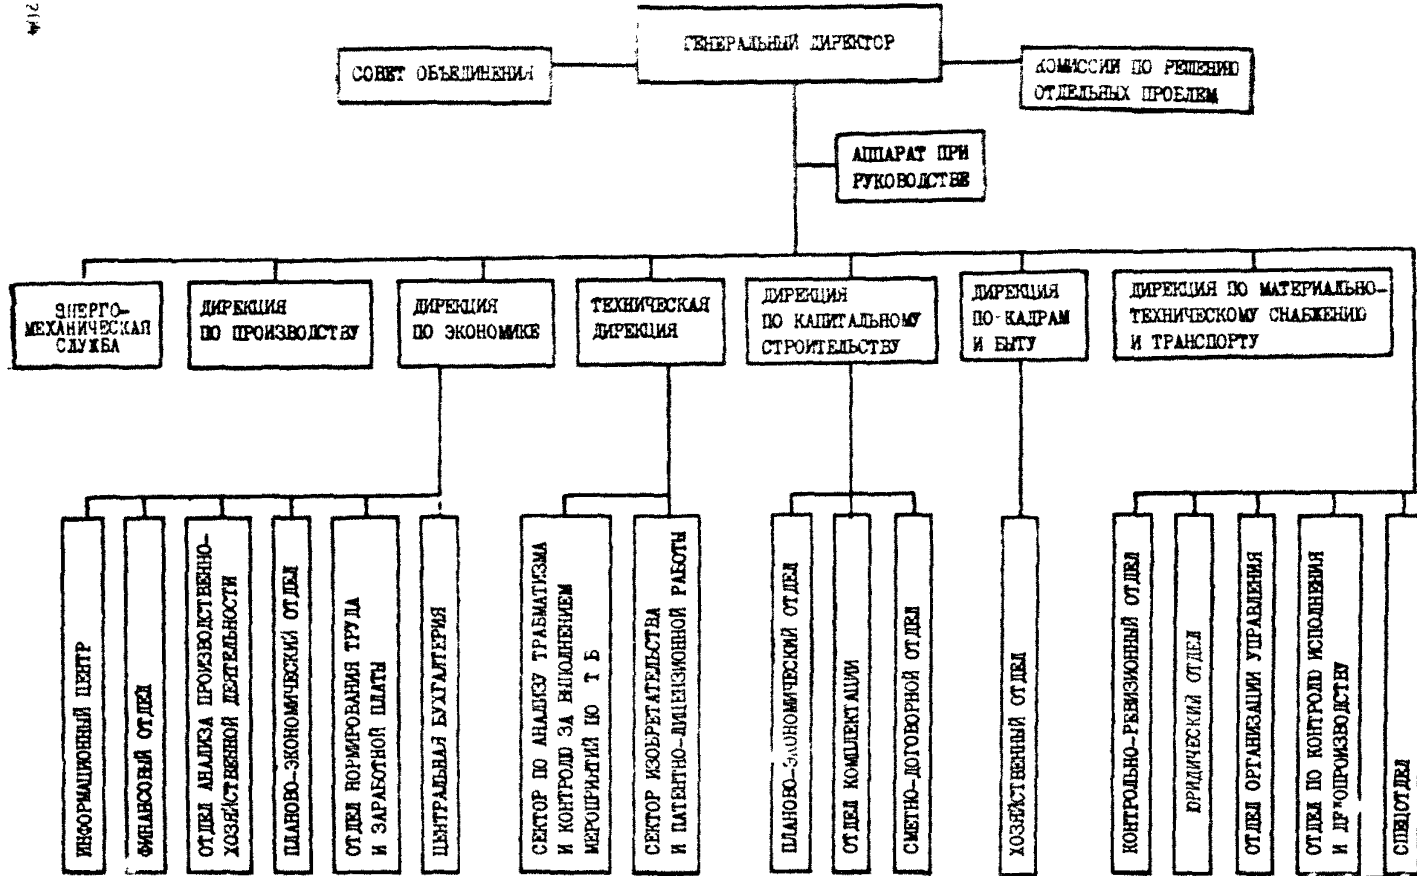 204
ГЕНЕРАЛЬНЫЙ ДИРЕКТОР
СОВЕТ ОБЪЕДИНЕНИЯ
КОМИССИИ ПО РЕШЕНИЮ
ОТДЕЛЬНЫХ ПРОБЛЕМ
АППАРАТ ПРИ
РУКОВОДСТВЕ
ЭНЕРГО-
МЕХАНИЧЕСКАЯ
СЛУЖБА
ДИРЕКЦИЯ
ПО ПРОИЗВОДСТВУ
ДИРЕКЦИЯ
ПО ЭКОНОМИКЕ
ТЕХНИЧЕСКАЯ
ДИРЕКЦИЯ
ДИРЕКЦИЯ
ПО КАПИТАЛЬНОМУ
СТРОИТЕЛЬСТВУ
ДИРЕКЦИЯ
ПО КАДРАМ
И БЫТУ
ДИРЕКЦИЯ ПО МАТЕРИАЛЬНО-
ТЕХНИЧЕСКОМУ СНАБЖЕНИЮ
И ТРАНСПОРТУ
ИНФОРМАЦИОННЫЙ ЦЕНТР
ФИНАНСОВЫЙ ОТДЕЛ
ОТДЕЛ АНАЛИЗА ПРОИЗВОДСТВЕННО-
ХОЗЯЙСТВЕННОЙ ДЕЯТЕЛЬНОСТИ
ПЛАНОВО-ЭКОНОМИЧЕСКИЙ ОТДЕЛ
ОТДЕЛ НОРМИРОВАНИЯ ТРУДА
И ЗАРАБОТНОЙ ПЛАТЫ
ЦЕНТРАЛЬНАЯ БУХГАЛТЕРИЯ
СЕКТОР ПО АНАЛИЗУ ТРАВМАТИЗМА
И КОНТРОЛЮ ЗА ВЫПОЛНЕНИЕМ
МЕРОПРИЯТИЙ ПО Т Б
СЕКТОР ИЗОБРЕТАТЕЛЬСТВА
И ПАТЕНТНО-ЛИЦЕНЗИОННОЙ РАБОТЫ
ПЛАНОВО-ЭКОНОМИЧЕСКИЙ ОТДЕЛ
ОТДЕЛ КОМПЛЕКТАЦИИ
СМЕТНО-ДОГОВОРНОЙ ОТДЕЛ
ХОЗЯЙСТВЕННЫЙ ОТДЕЛ
КОНТРОЛЬНО-РЕВИЗИОННЫЙ ОТДЕЛ
ЮРИДИЧЕСКИЙ ОТДЕЛ
ОТДЕЛ ОРГАНИЗАЦИИ УПРАВЛЕНИЯ
ОТДЕЛ ПО КОНТРОЛЮ ИСПОЛНЕНИЯ
И ДЕЛОПРОИЗВОДСТВУ
СПЕЦОТДЕЛ